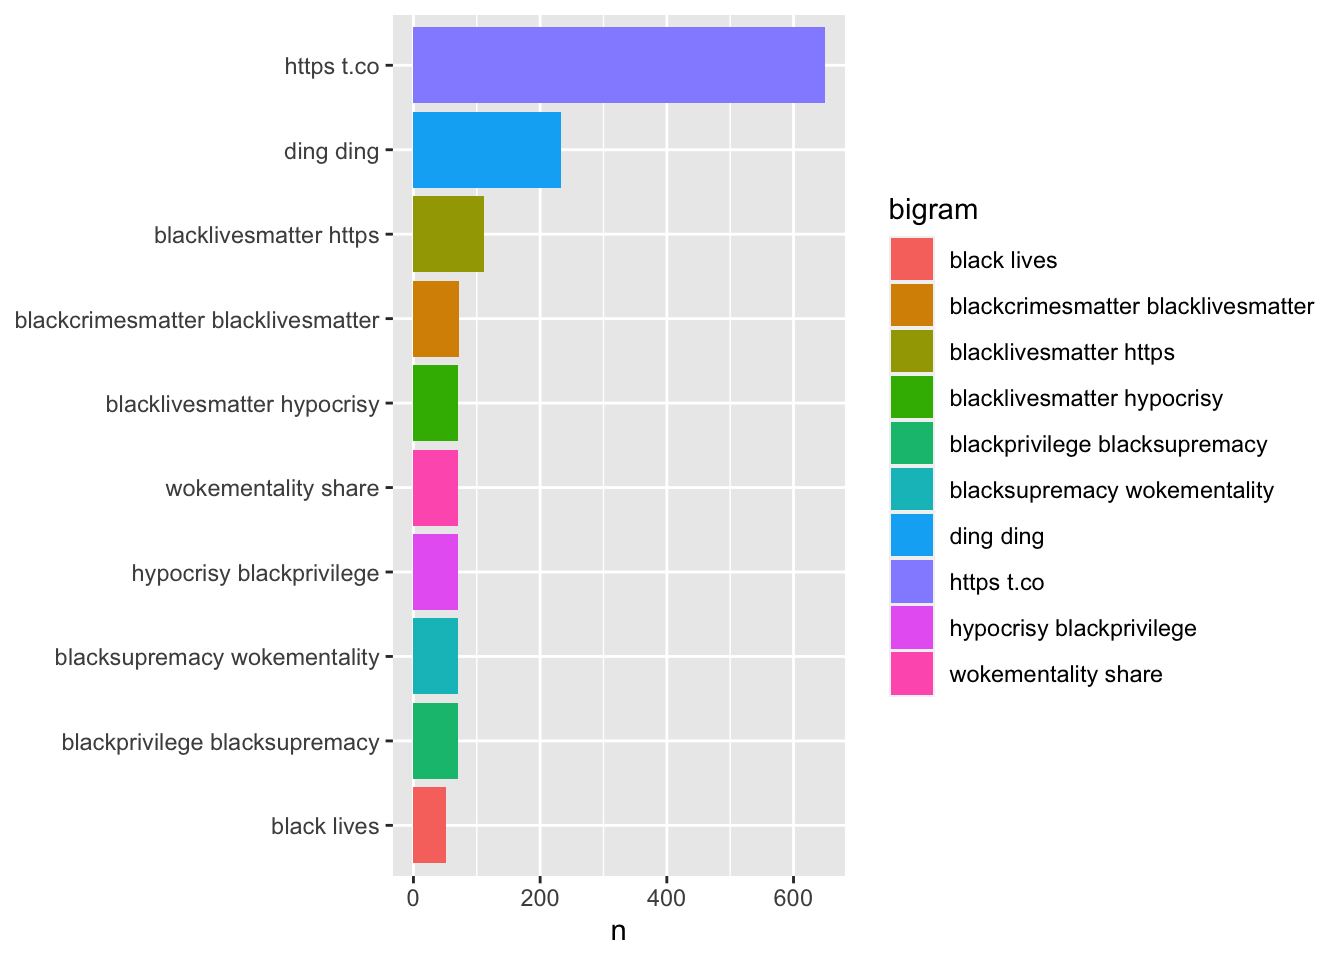 https t.co
ding ding
blacklivesmatter https
blackcrimesmatter blacklivesmatter
blacklivesmatter hypocrisy
wokementality share
hypocrisy blackprivilege
blacksupremacy wokementality
blackprivilege blacksupremacy
black lives
0 200 400 600
n
bigram
black lives
blackcrimesmatter blacklivesmatter
blacklivesmatter https
blacklivesmatter hypocrisy
blackprivilege blacksupremacy
blacksupremacy wokementality
ding ding
https t.co
hypocrisy blackprivilege
wokementality share